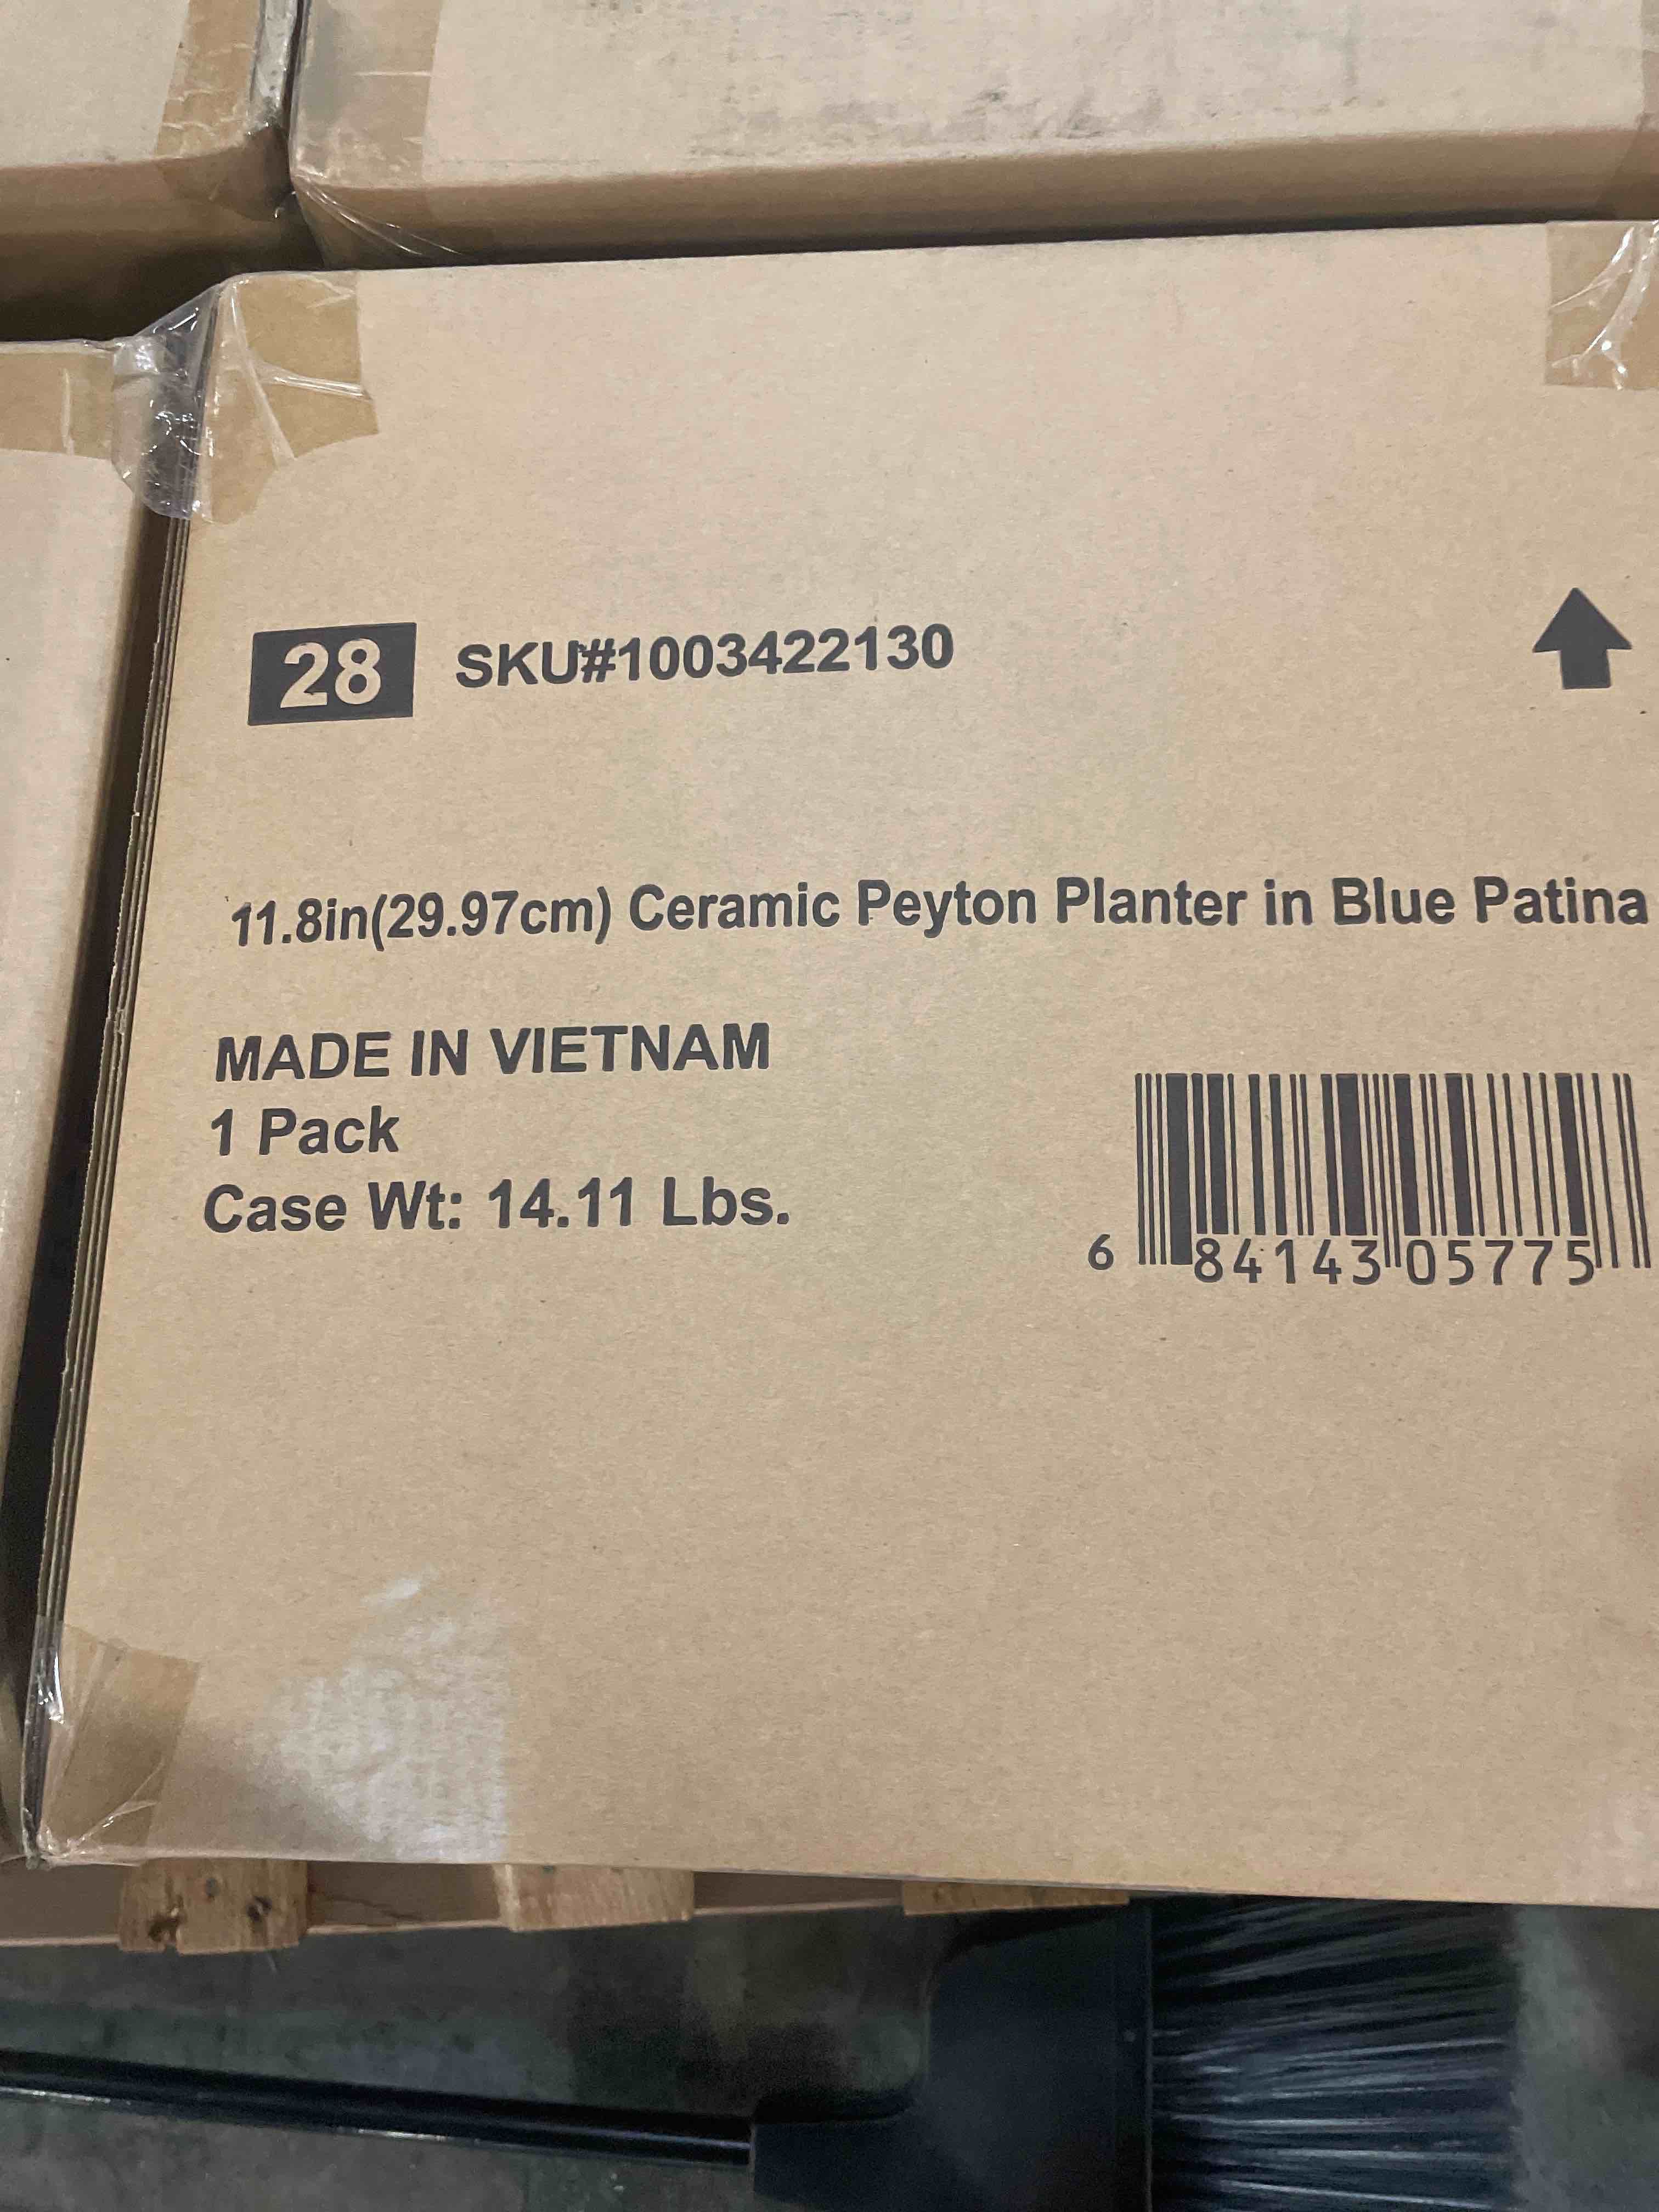 28 SKU#1003422130
11.8in(29.97cm) Ceramic Peyton Planter in Blue Patina
MADE IN VIETNAM
1 Pack
Case Wt: 14.11 Lbs.
6 84143 05775